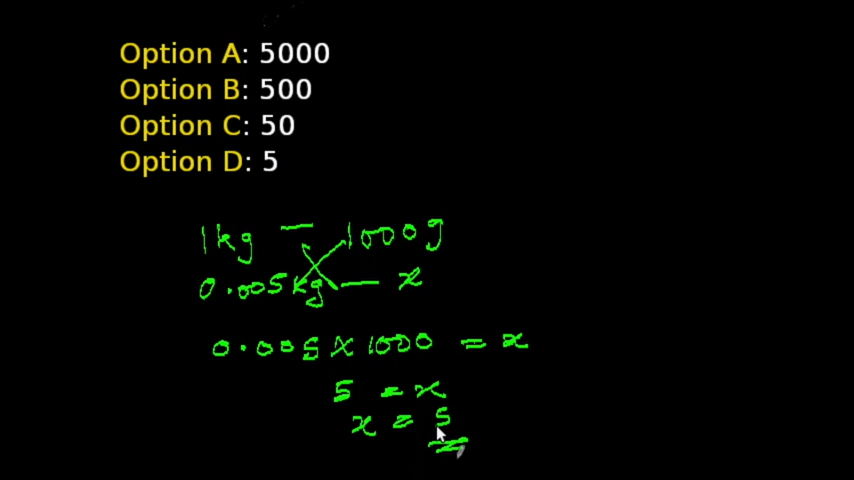 Option A: 5000
Option B: 500
Option C: 50
Option D: 5
1kg — 1000g
0.005kg — x
0.005 x 1000 = x
5 = x
x = 5